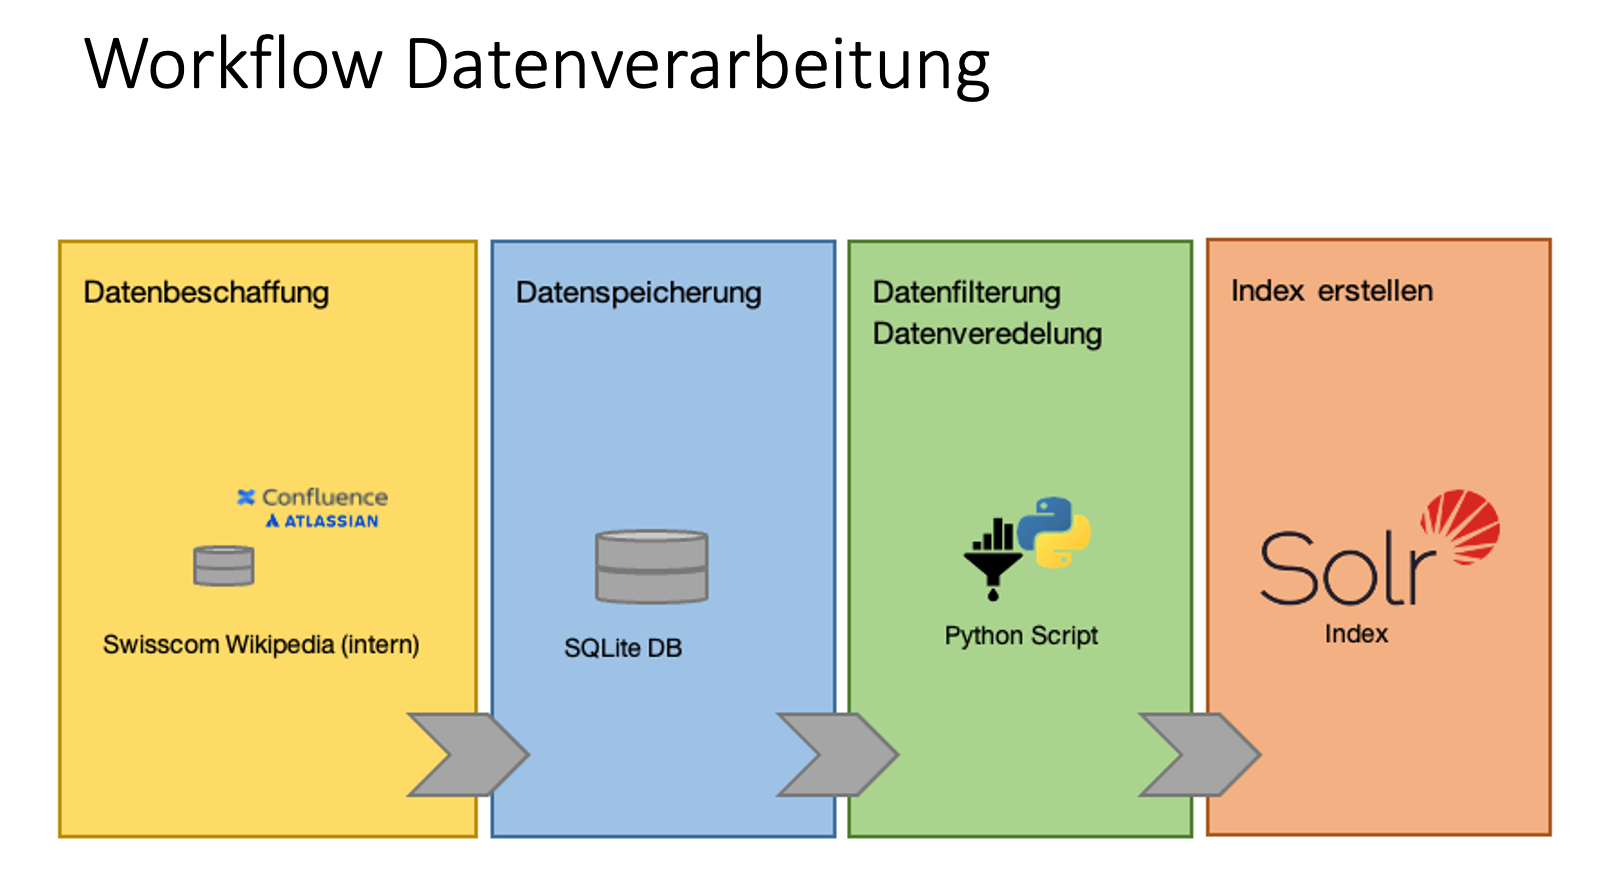 Workflow Datenverarbeitung
Datenbeschaffung
Confluence
ATLASSIAN
Swisscom Wikipedia (intern)
Datenspeicherung
SQLite DB
Datenfilterung
Datenveredelung
Python Script
Index erstellen
Solr
Index